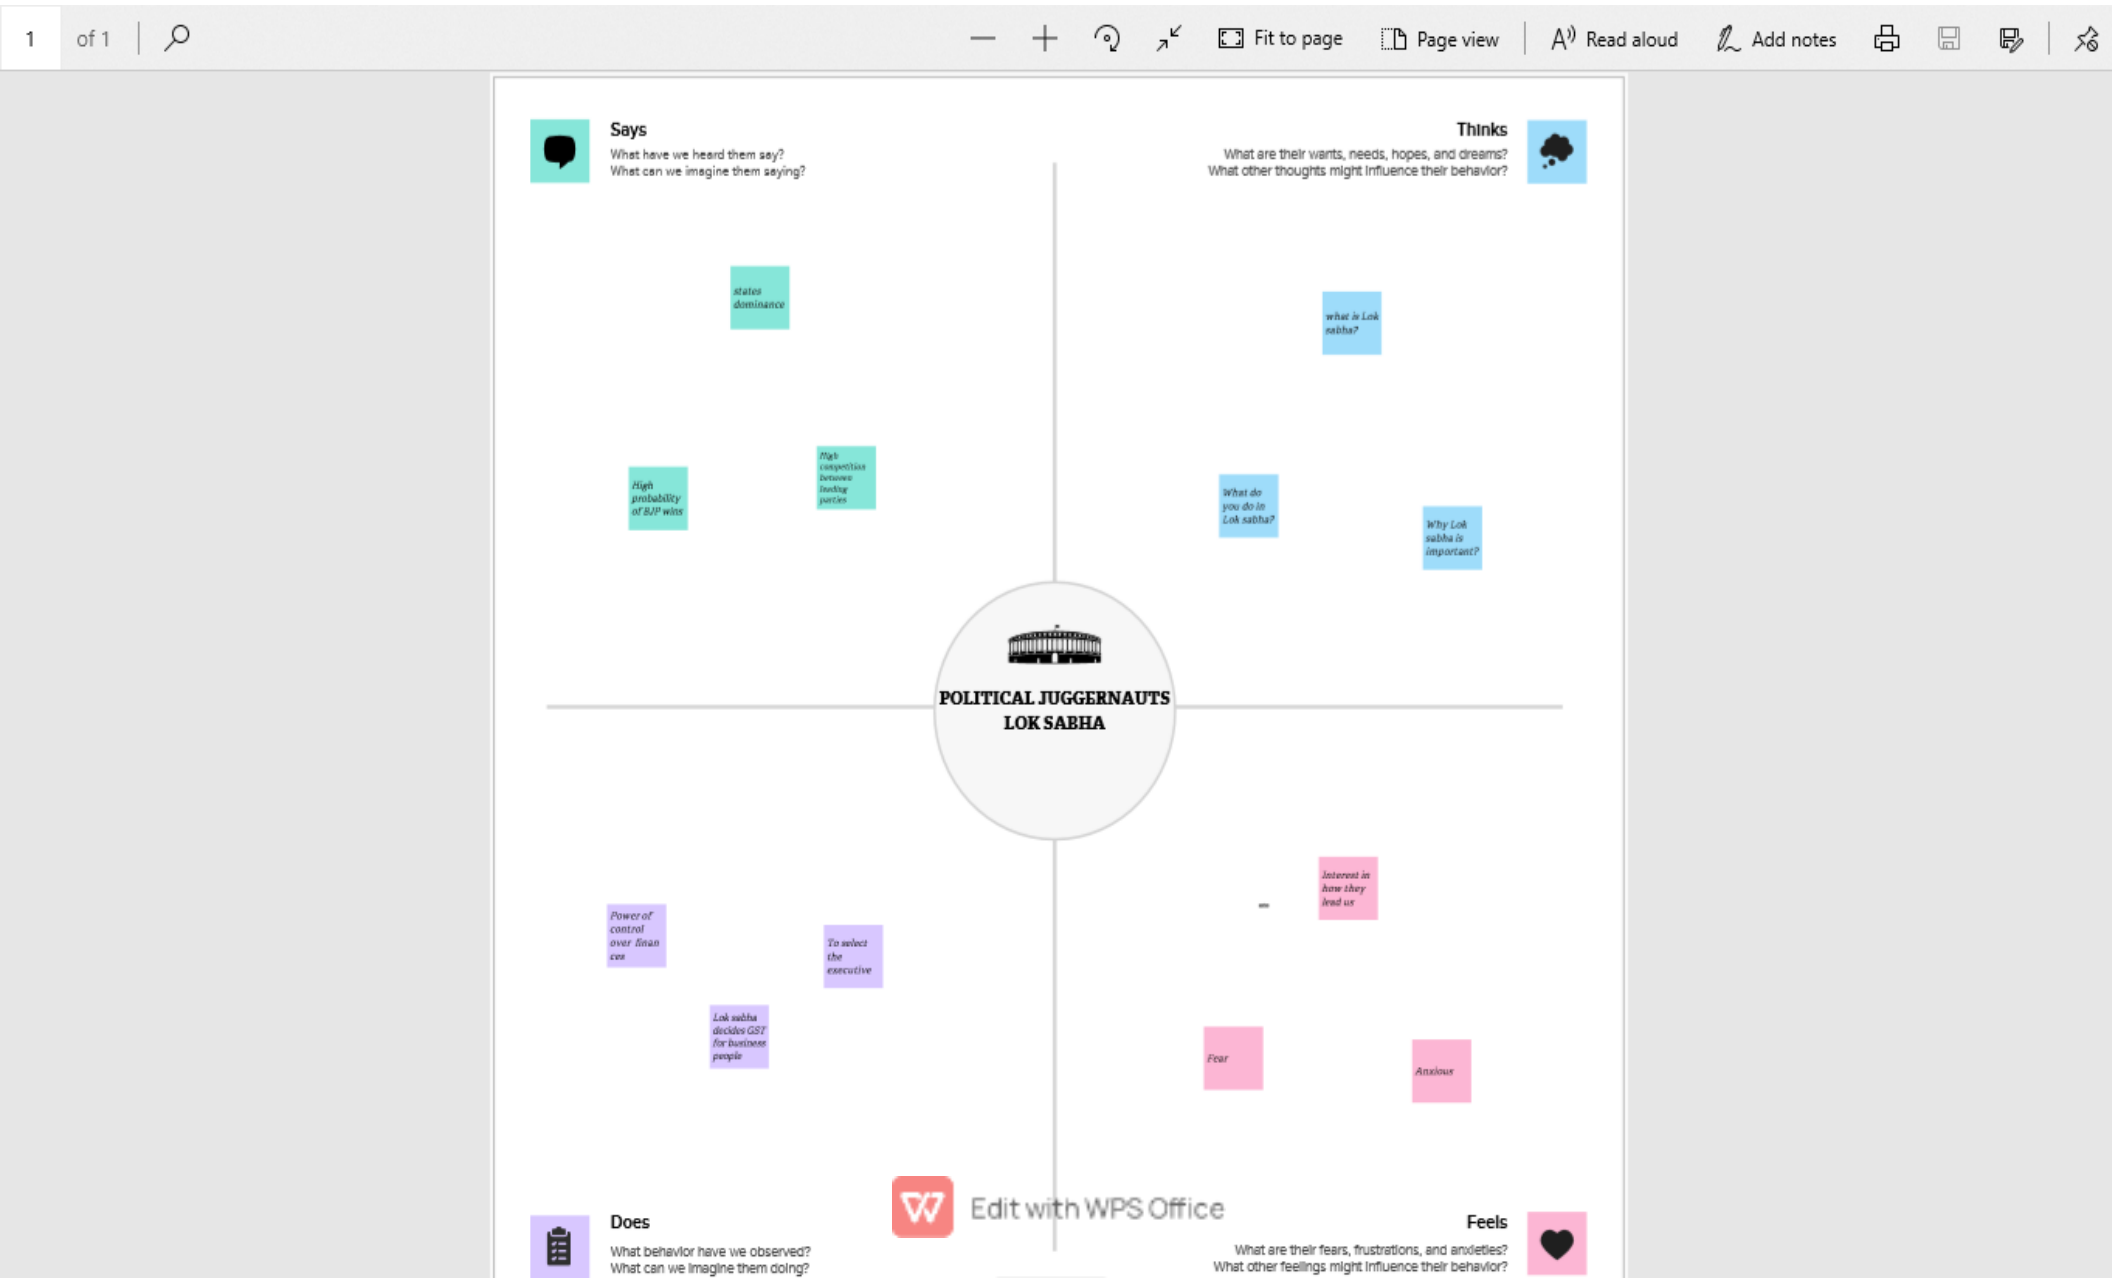 1 of 1
Fit to page
Page view
Read aloud
Add notes
Says
What have we heard them say?
What can we imagine them saying?
Thinks
What are their wants, needs, hopes, and dreams?
What other thoughts might influence their behavior?
states
dominance
High
probability
of BJP wins
High
competition
between
leading
parties
what is Lok
sabha?
What do
you do in
Lok sabha?
Why Lok
sabha is
important?
POLITICAL JUGGERNAUTS
LOK SABHA
Power of
control
over finan
ces
To select
the
executive
Lok sabha
decides GST
for business
people
-
Interest in
how they
lead us
Fear
Anxious
Edit with WPS Office
Does
What behavior have we observed?
What can we imagine them doing?
Feels
What are their fears, frustrations, and anxieties?
What other feelings might influence their behavior?